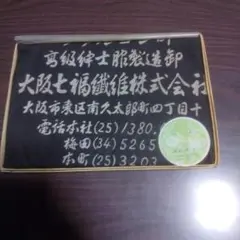 高級紳士服製造卸
大阪七福繊維株式会社
大阪市東区南久太郎町四丁目十
電話本社(25)1380.
梅田(34)5265
本町(25)3203